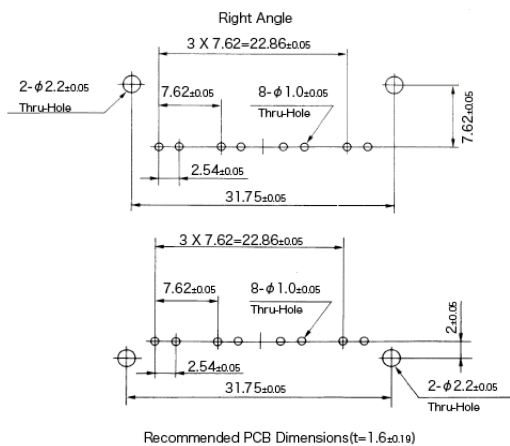 Right Angle
3 X 7.62=22.86±0.05
2-φ2.2±0.05
Thru-Hole
7.62±0.05
8-φ1.0±0.05
Thru-Hole
7.62±0.05
2.54±0.05
31.75±0.05
3 X 7.62=22.86±0.05
7.62±0.05
8-φ1.0±0.05
Thru-Hole
2±0.05
2.54±0.05
31.75±0.05
2-φ2.2±0.05
Thru-Hole
Recommended PCB Dimensions(t=1.6±0.19)